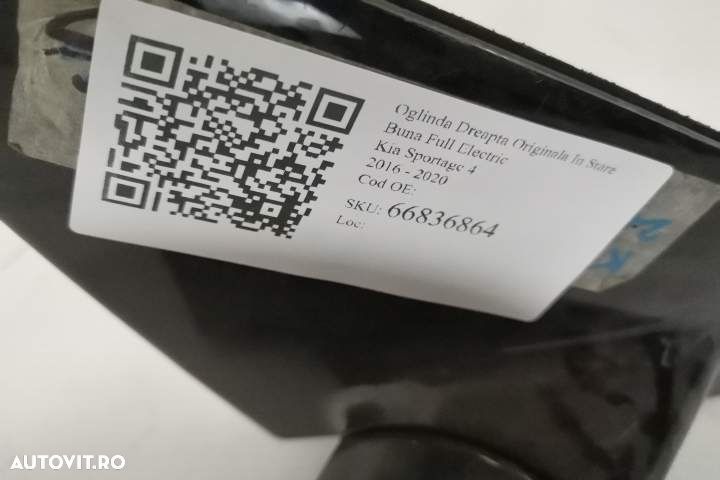 Oglinda Dreapta Originala In Stare
Buna Full Electric
Kia Sportage 4
2016 - 2020
Cod OE:
SKU: 66836864
Loc:
AUTOVIT.RO